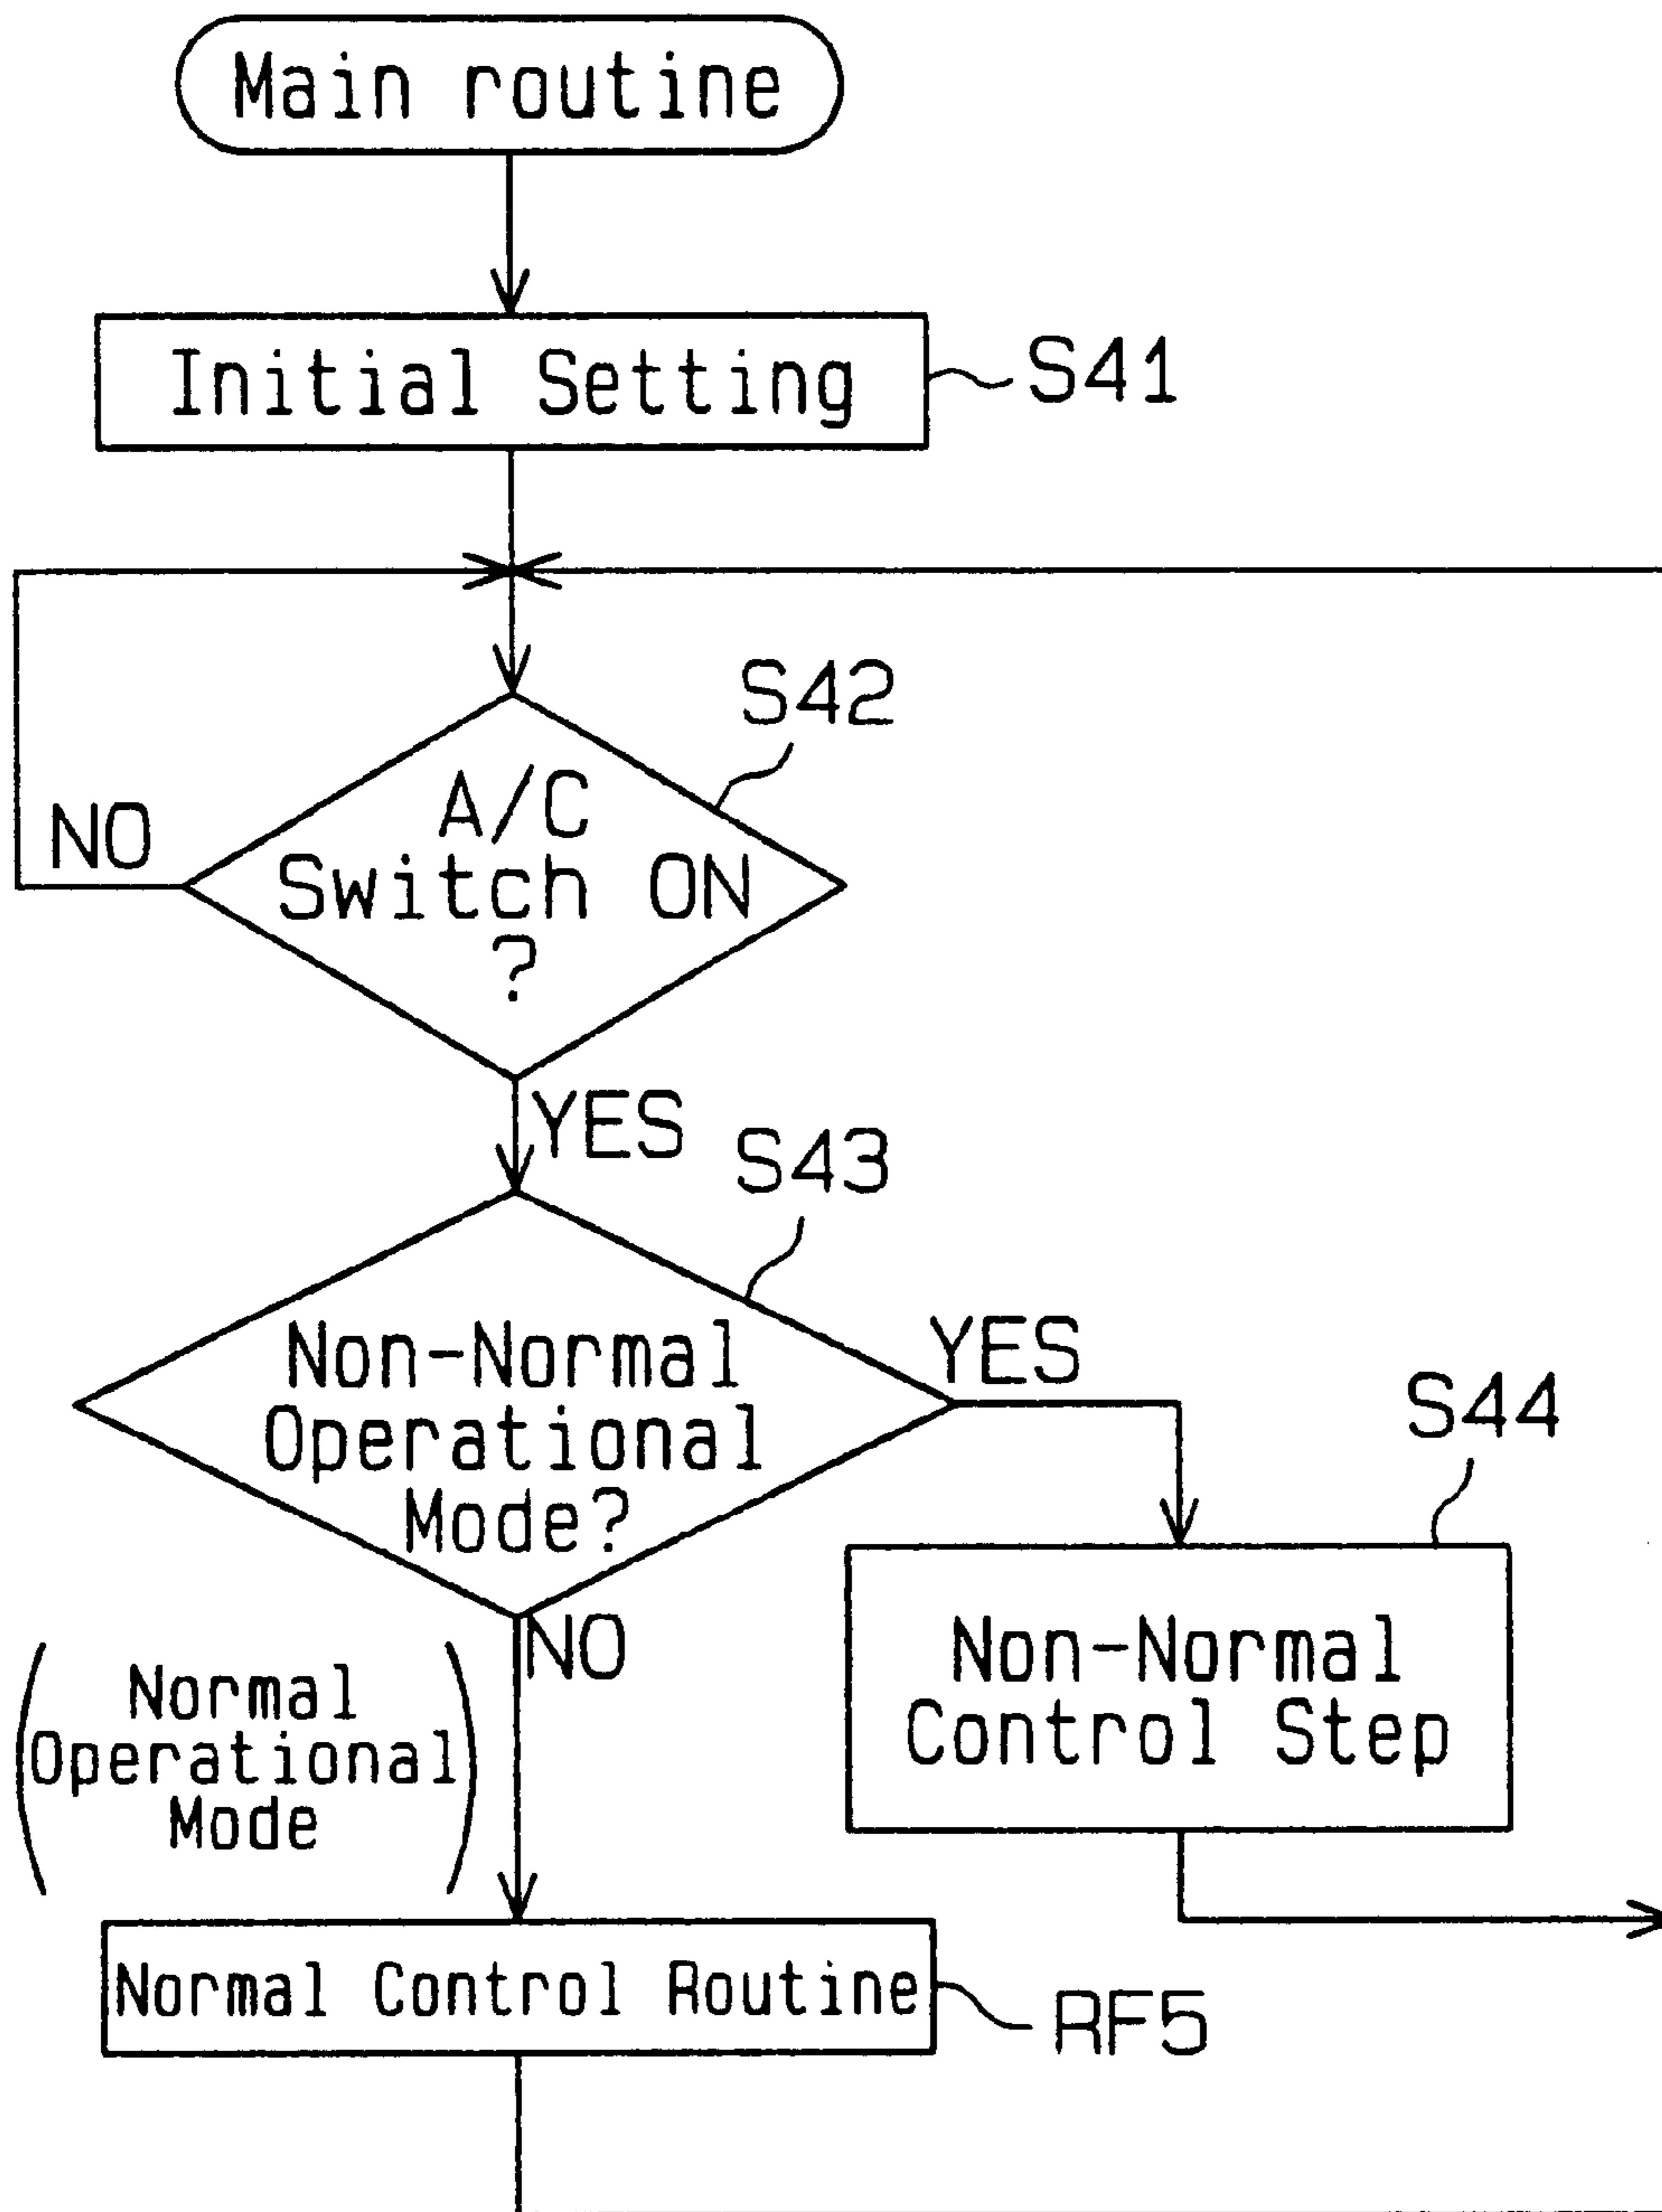 Main routine
Initial Setting
S41
S42
A/C
Switch ON
?
NO
YES
S43
Non-Normal
Operational
Mode?
YES
S44
NO
Non-Normal
Control Step
Normal
Operational
Mode
Normal Control Routine
RF5